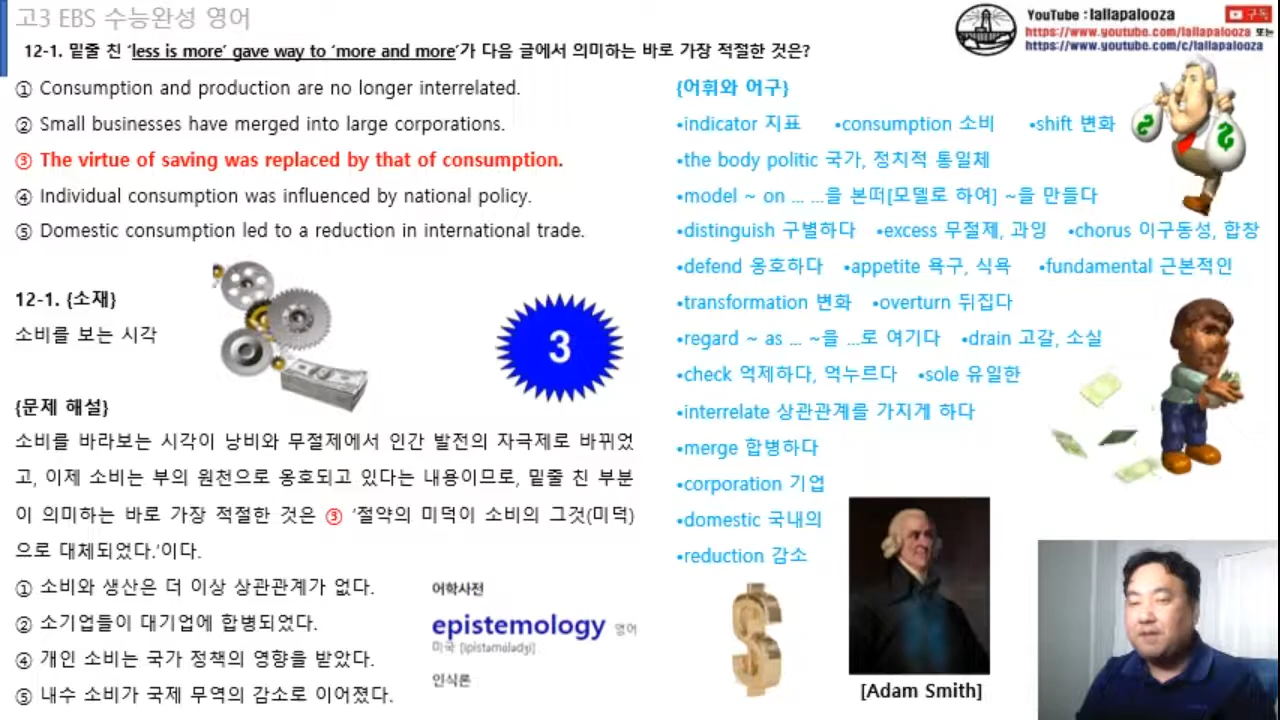 고3 EBS 수능완성 영어
YouTube : lallapalooza
구독
https://www.youtube.com/lallapalooza 또는
https://www.youtube.com/c/lallapalooza
12-1. 밑줄 친 ‘less is more’ gave way to ‘more and more’가 다음 글에서 의미하는 바로 가장 적절한 것은?
① Consumption and production are no longer interrelated.
② Small businesses have merged into large corporations.
③ The virtue of saving was replaced by that of consumption.
④ Individual consumption was influenced by national policy.
⑤ Domestic consumption led to a reduction in international trade.
12-1. {소재}
소비를 보는 시각
3
{문제 해설}
소비를 바라보는 시각이 낭비와 무절제에서 인간 발전의 자극제로 바뀌었
고, 이제 소비는 부의 원천으로 옹호되고 있다는 내용이므로, 밑줄 친 부분
이 의미하는 바로 가장 적절한 것은 ③ ‘절약의 미덕이 소비의 그것(미덕)
으로 대체되었다.’이다.
① 소비와 생산은 더 이상 상관관계가 없다.
② 소기업들이 대기업에 합병되었다.
④ 개인 소비는 국가 정책의 영향을 받았다.
⑤ 내수 소비가 국제 무역의 감소로 이어졌다.
어학사전
epistemology 영어
미국 [ipìstəmάlədʒi]
인식론
{어휘와 어구}
•indicator 지표 •consumption 소비 •shift 변화
•the body politic 국가, 정치적 통일체
•model ~ on ... ...을 본떠[모델로 하여] ~을 만들다
•distinguish 구별하다 •excess 무절제, 과잉 •chorus 이구동성, 합창
•defend 옹호하다 •appetite 욕구, 식욕 •fundamental 근본적인
•transformation 변화 •overturn 뒤집다
•regard ~ as ... ~을 ...로 여기다 •drain 고갈, 소실
•check 억제하다, 억누르다 •sole 유일한
•interrelate 상관관계를 가지게 하다
•merge 합병하다
•corporation 기업
•domestic 국내의
•reduction 감소
[Adam Smith]